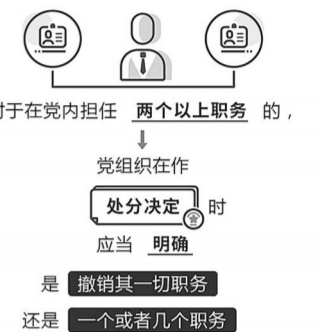 对于在党内担任 两个以上职务 的，
党组织在作
处分决定 时
应当 明确
是 撤销其一切职务
还是 一个或者几个职务